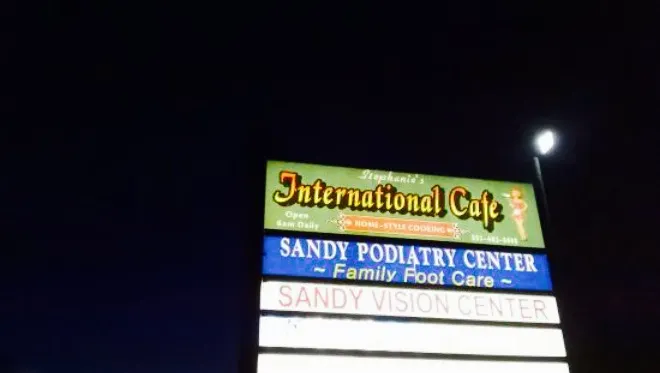 Stephanie's
International Cafe
Open
6am Daily
HOME-STYLE COOKING
SANDY PODIATRY CENTER
~ Family Foot Care ~
SANDY VISION CENTER